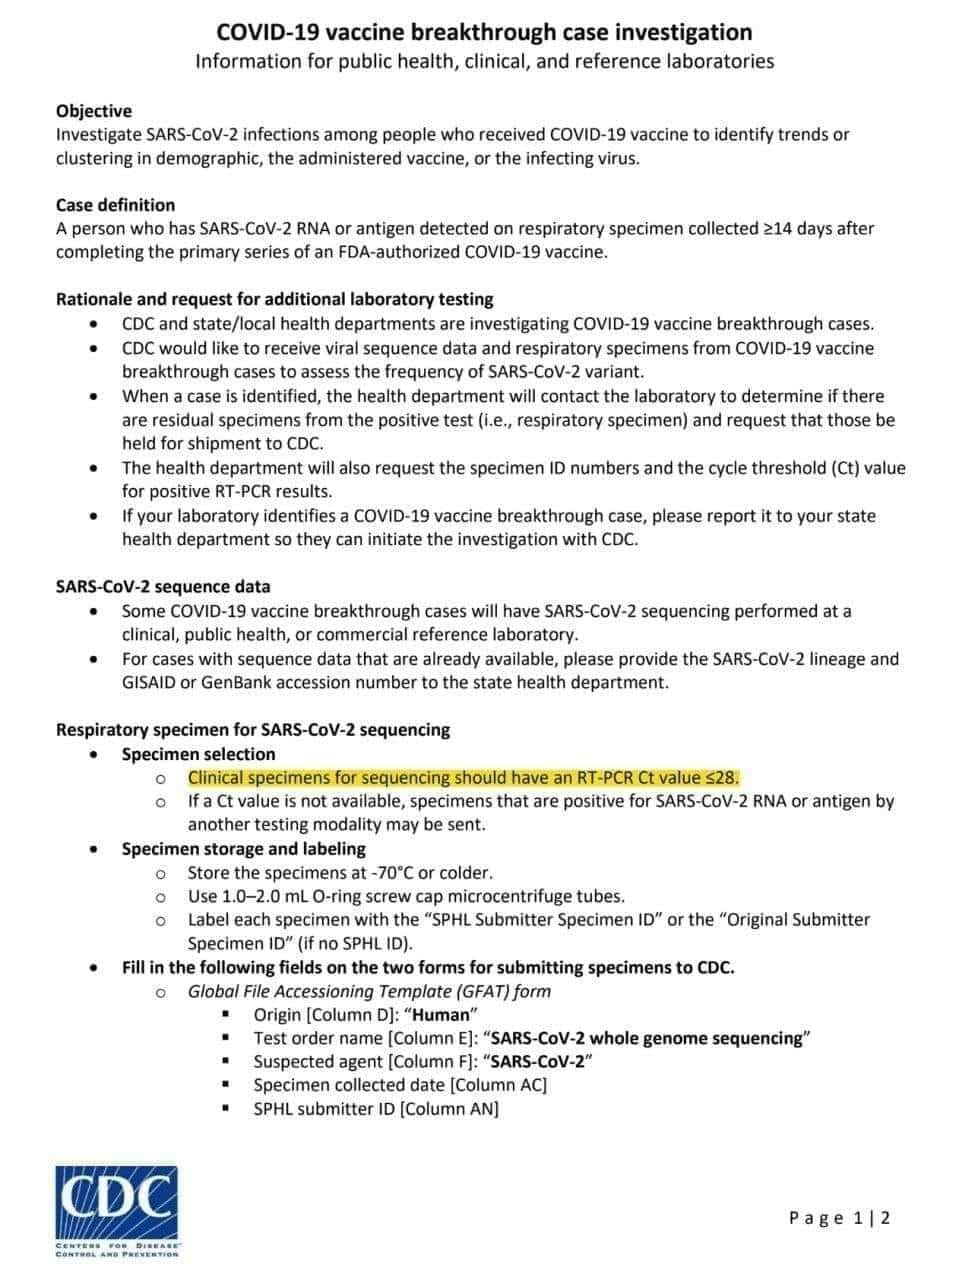 COVID-19 vaccine breakthrough case investigation
Information for public health, clinical, and reference laboratories
Objective
Investigate SARS-CoV-2 infections among people who received COVID-19 vaccine to identify trends or
clustering in demographic, the administered vaccine, or the infecting virus.
Case definition
A person who has SARS-CoV-2 RNA or antigen detected on respiratory specimen collected ≥14 days after
completing the primary series of an FDA-authorized COVID-19 vaccine.
Rationale and request for additional laboratory testing
• CDC and state/local health departments are investigating COVID-19 vaccine breakthrough cases.
• CDC would like to receive viral sequence data and respiratory specimens from COVID-19 vaccine
breakthrough cases to assess the frequency of SARS-CoV-2 variant.
• When a case is identified, the health department will contact the laboratory to determine if there
are residual specimens from the positive test (i.e., respiratory specimen) and request that those be
held for shipment to CDC.
• The health department will also request the specimen ID numbers and the cycle threshold (Ct) value
for positive RT-PCR results.
• If your laboratory identifies a COVID-19 vaccine breakthrough case, please report it to your state
health department so they can initiate the investigation with CDC.
SARS-CoV-2 sequence data
• Some COVID-19 vaccine breakthrough cases will have SARS-CoV-2 sequencing performed at a
clinical, public health, or commercial reference laboratory.
• For cases with sequence data that are already available, please provide the SARS-CoV-2 lineage and
GISAID or GenBank accession number to the state health department.
Respiratory specimen for SARS-CoV-2 sequencing
• Specimen selection
o Clinical specimens for sequencing should have an RT-PCR Ct value ≤28.
o If a Ct value is not available, specimens that are positive for SARS-CoV-2 RNA or antigen by
another testing modality may be sent.
• Specimen storage and labeling
o Store the specimens at -70°C or colder.
o Use 1.0–2.0 mL O-ring screw cap microcentrifuge tubes.
o Label each specimen with the “SPHL Submitter Specimen ID” or the “Original Submitter
Specimen ID” (if no SPHL ID).
• Fill in the following fields on the two forms for submitting specimens to CDC.
o Global File Accessioning Template (GFAT) form
▪ Origin [Column D]: “Human”
▪ Test order name [Column E]: “SARS-CoV-2 whole genome sequencing”
▪ Suspected agent [Column F]: “SARS-CoV-2”
▪ Specimen collected date [Column AC]
▪ SPHL submitter ID [Column AN]
CDC
CENTERS FOR DISEASE™
CONTROL AND PREVENTION
Page 1|2